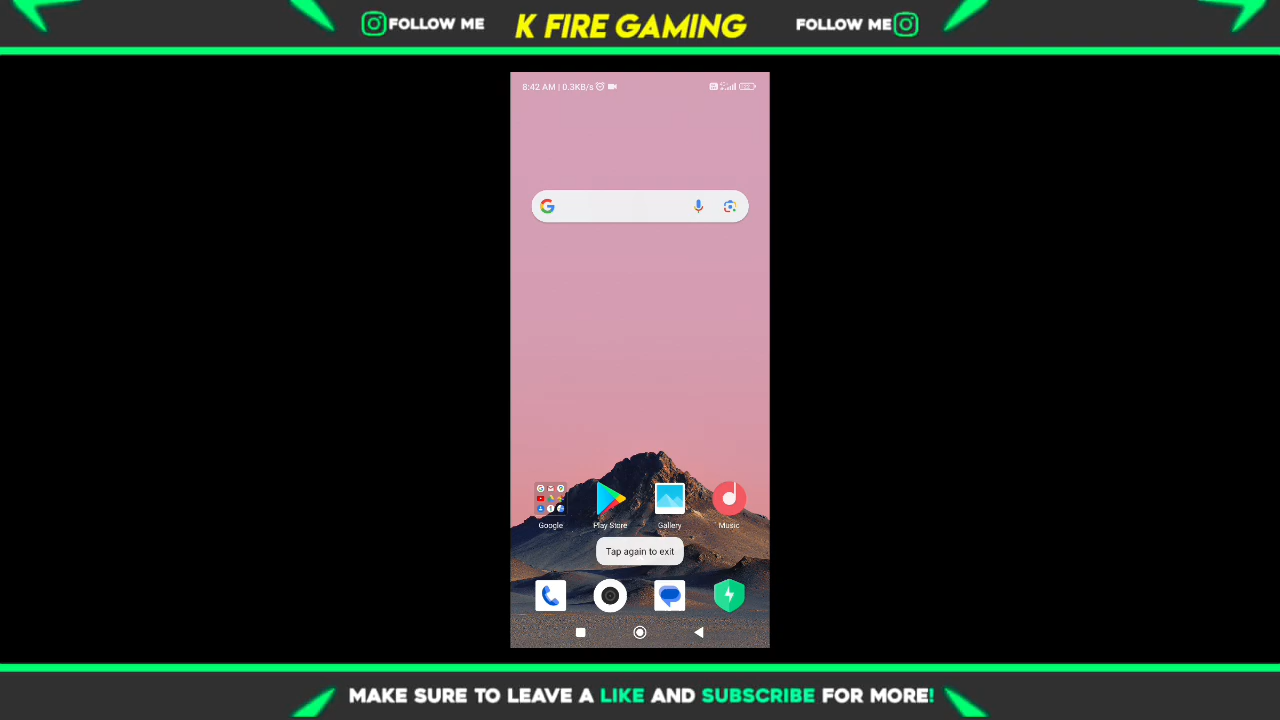 FOLLOW ME K FIRE GAMING FOLLOW ME
8:42 AM | 0.3KB/s
Google Play Store Gallery Music
Tap again to exit
MAKE SURE TO LEAVE A LIKE AND SUBSCRIBE FOR MORE!